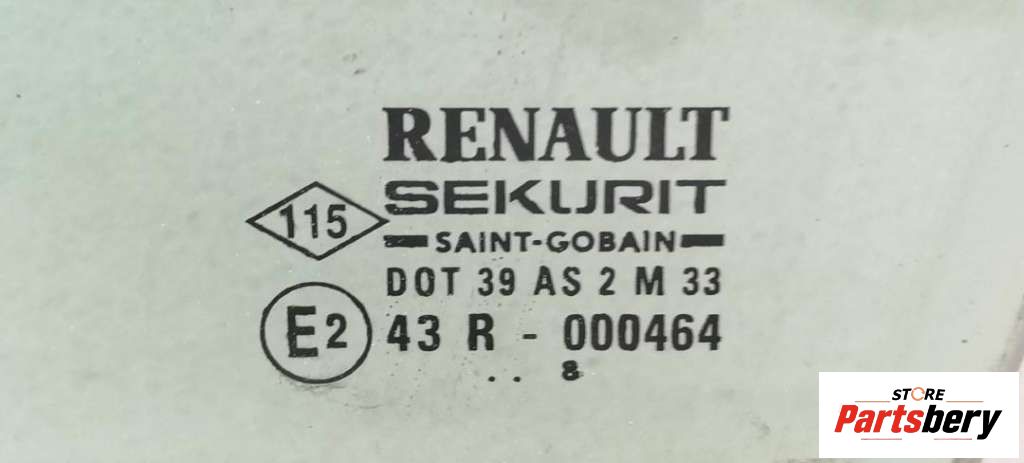 RENAULT
115
SEKURIT
SAINT-GOBAIN
DOT 39 AS 2 M 33
E2 43 R - 000464
. . 8
STORE
Partsbery